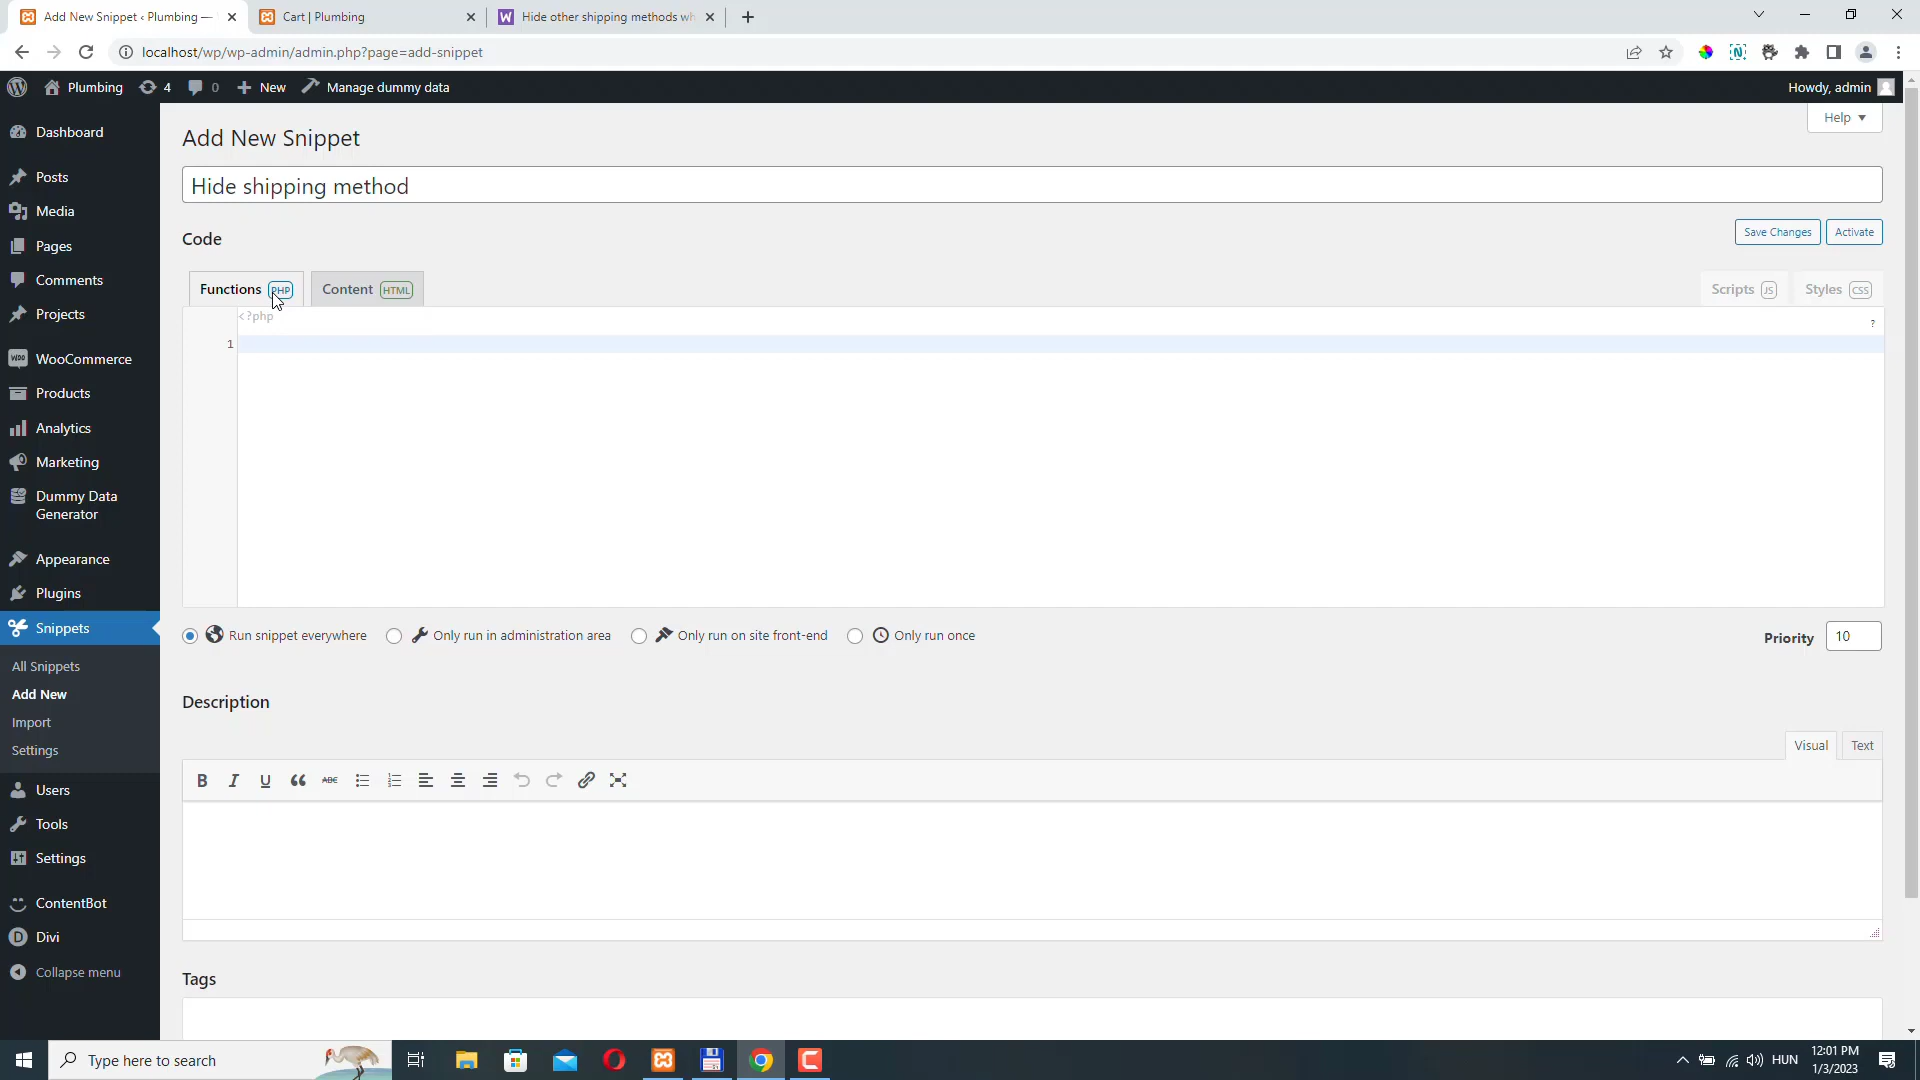 Add New Snippet ‹ Plumbing —
Cart | Plumbing
Hide other shipping methods wh
localhost/wp/wp-admin/admin.php?page=add-snippet
Plumbing
4
0
New
Manage dummy data
Howdy, admin
Help
Dashboard
Posts
Media
Pages
Comments
Projects
WooCommerce
Products
Analytics
Marketing
Dummy Data
Generator
Appearance
Plugins
Snippets
All Snippets
Add New
Import
Settings
Users
Tools
Settings
ContentBot
Divi
Collapse menu
Add New Snippet
Hide shipping method
Code
Save Changes
Activate
Functions PHP
Content HTML
Scripts JS
Styles CSS
<?php
?
1
Run snippet everywhere
Only run in administration area
Only run on site front-end
Only run once
Priority
10
Description
Visual
Text
B I U ABC
Tags
Type here to search
HUN
12:01 PM
1/3/2023